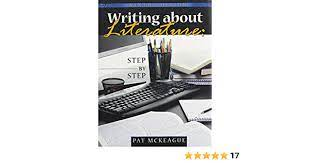 Writing about
Literature:
STEP
BY
STEP
PAT MCKEAGUE
17